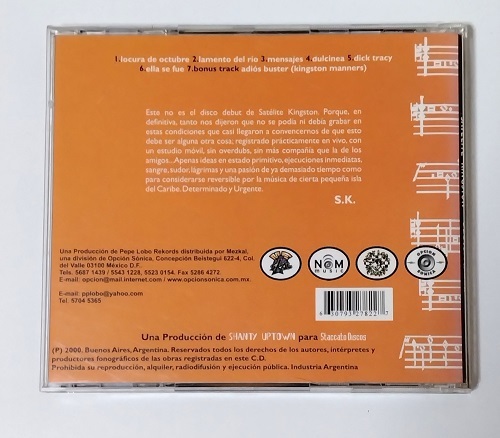 1.locura de octubre 2.lamento del río 3.mensajes 4.dulcinea 5.dick tracy
6.ella se fue 7.bonus track adiós buster (kingston manners)
Este no es el disco debut de Satélite Kingston. Porque, en
definitiva, tanto nos dijeron que no se podía ni debía grabar en
estas condiciones que casi llegaron a convencernos de que esto
debe ser alguna otra cosa; registrado prácticamente en vivo, con
un estudio móvil, sin overdubs, sin más compañía que la de los
amigos...Apenas ideas en estado primitivo, ejecuciones inmediatas,
sangre, sudor, lágrimas y una pasión de ya demasiado tiempo como
para considerarse reversible por la música de cierta pequeña isla
del Caribe. Determinado y Urgente.
S.K.
Una Producción de Pepe Lobo Rekords distribuida por Mezkal,
una división de Opción Sónica, Concepción Beistegui 622-4, Col.
del Valle 03100 México D.F.
Tels. 5687 1439 / 5543 1228, 5523 0154. Fax 5286 4272.
E-mail: opcion@mail.internet.com / www.opcionsonica.com.mx
E-mail: pplobo@yahoo.com
Tel. 5704 5365
NOM
music
OPCION
SONICA
6 30793 27822 7
Una Producción de SHANTY UPTOWN para Staccato Discos
(P) 2000, Buenos Aires, Argentina. Reservados todos los derechos de los autores, intérpretes y
productores fonográficos de las obras registradas en este C.D.
Prohibida su reproducción, alquiler, radiodifusión y ejecución pública. Industria Argentina